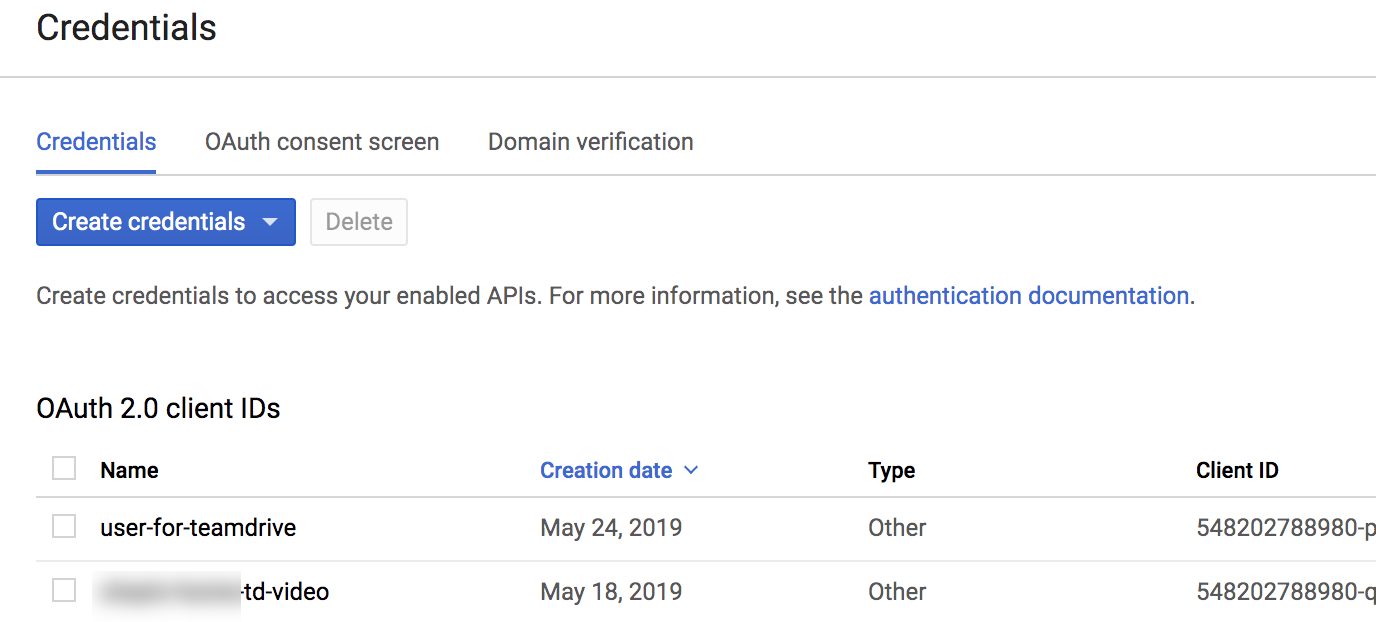 Credentials
Credentials OAuth consent screen Domain verification
Create credentials Delete
Create credentials to access your enabled APIs. For more information, see the authentication documentation.
OAuth 2.0 client IDs
Name Creation date Type Client ID
user-for-teamdrive May 24, 2019 Other 548202788980-p
-td-video May 18, 2019 Other 548202788980-q